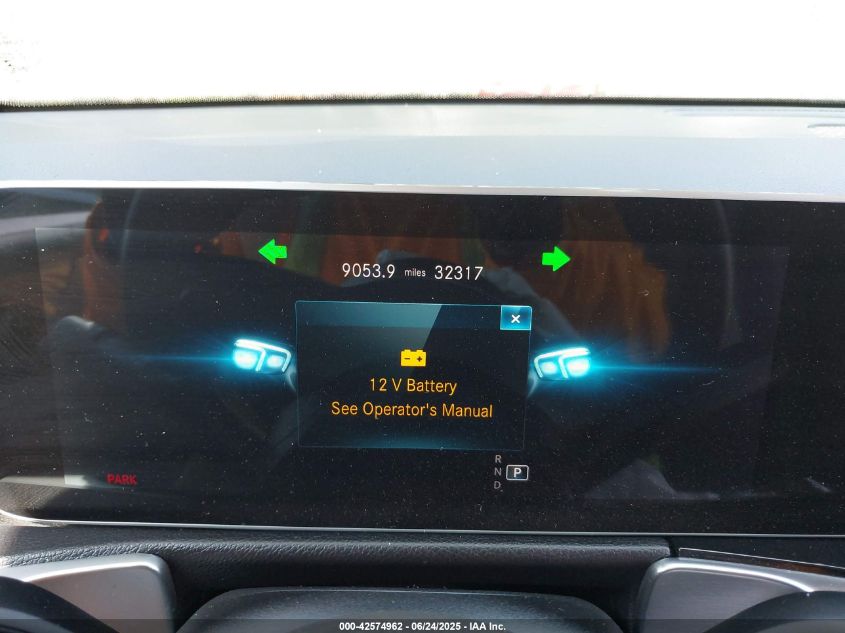 9053.9 miles 32317
×
12 V Battery
See Operator's Manual
R
N
D
P
PARK
000-42574962 - 06/24/2025 - IAA Inc.